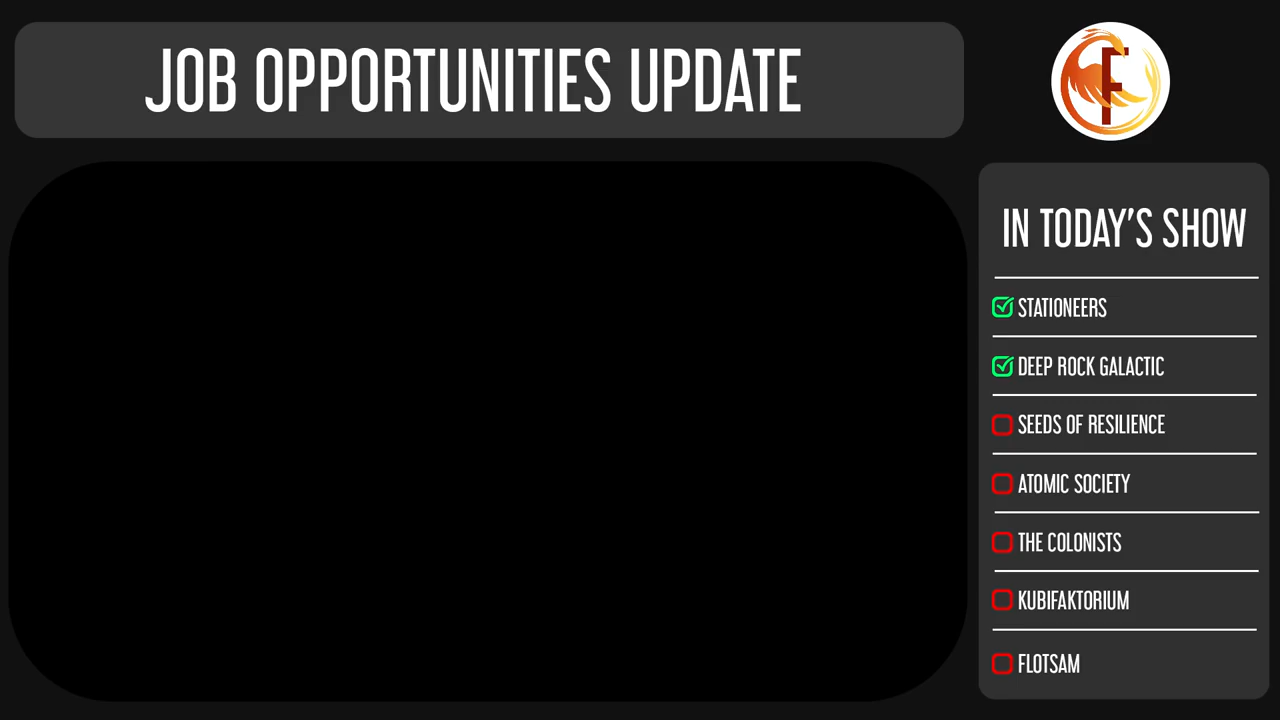 JOB OPPORTUNITIES UPDATE
F
IN TODAY'S SHOW
STATIONEERS
DEEP ROCK GALACTIC
SEEDS OF RESILIENCE
ATOMIC SOCIETY
THE COLONISTS
KUBIFAKTORIUM
FLOTSAM